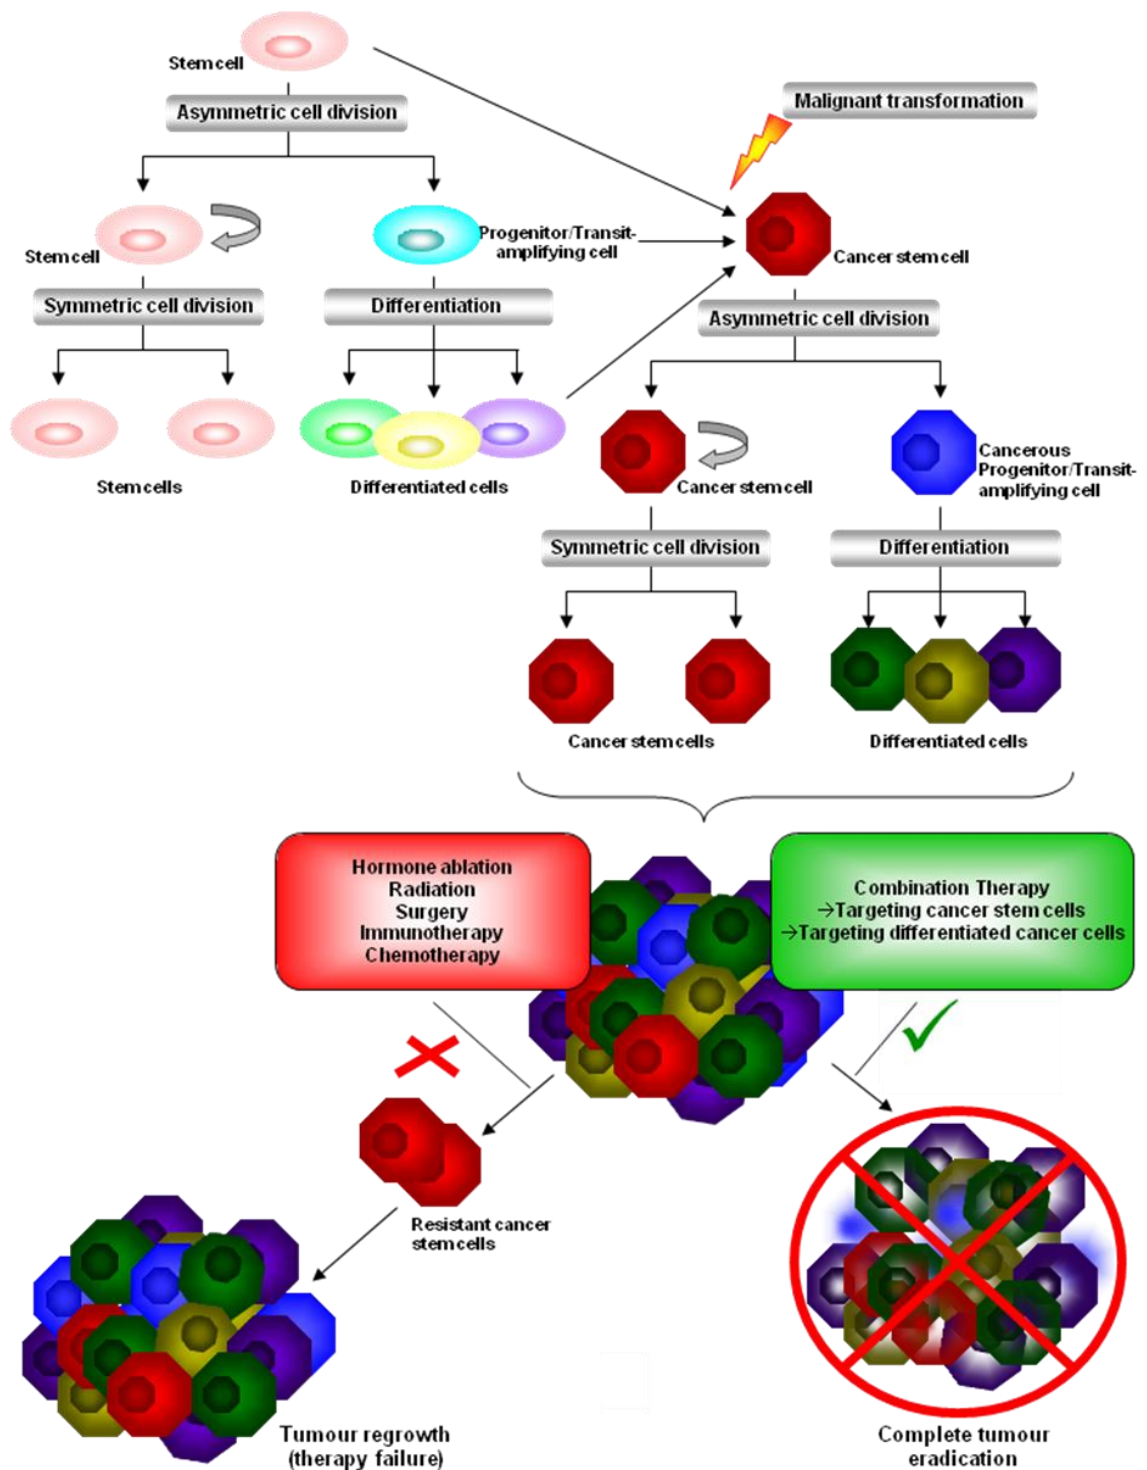 Stem cell
Asymmetric cell division
Malignant transformation
Stem cell
Progenitor/Transit-
amplifying cell
Cancer stem cell
Symmetric cell division
Differentiation
Asymmetric cell division
Stem cells
Differentiated cells
Cancer stem cell
Cancerous
Progenitor/Transit-
amplifying cell
Symmetric cell division
Differentiation
Cancer stem cells
Differentiated cells
Hormone ablation
Radiation
Surgery
Immunotherapy
Chemotherapy
Combination Therapy
→Targeting cancer stem cells
→Targeting differentiated cancer cells
Resistant cancer
stem cells
Tumour regrowth
(therapy failure)
Complete tumour
eradication